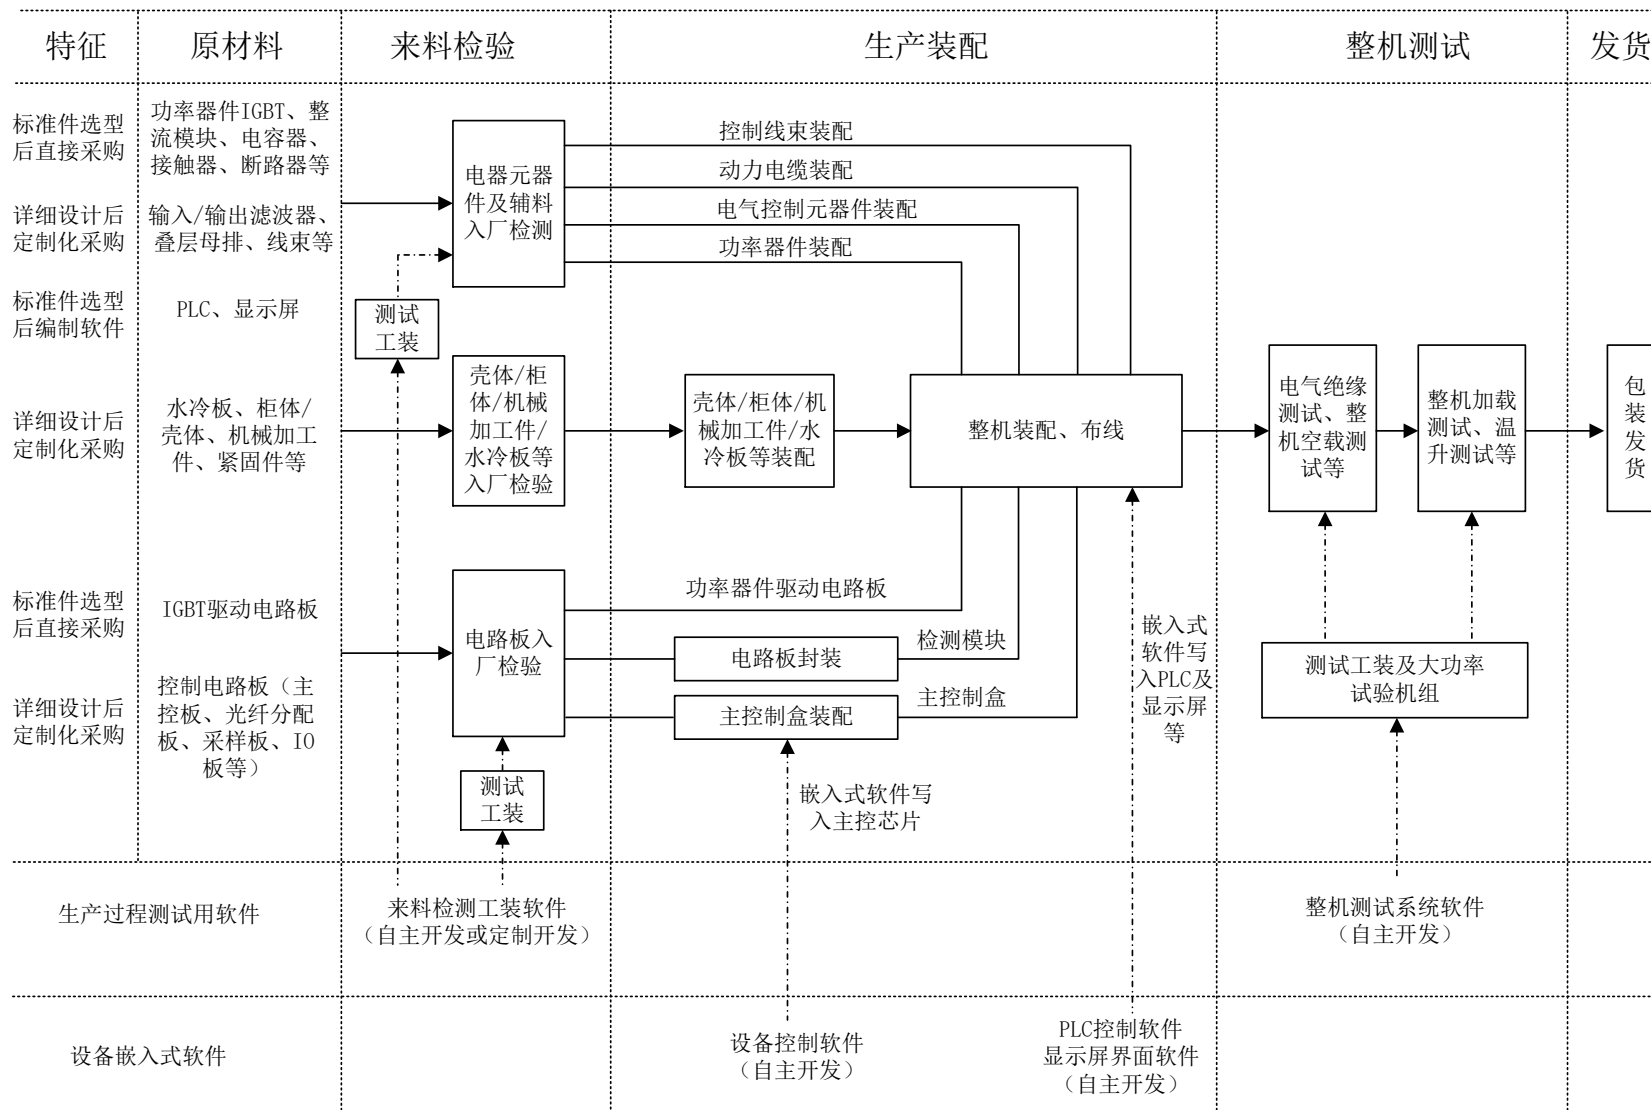 特征
原材料
来料检验
生产装配
整机测试
发货
标准件选型
后直接采购
功率器件IGBT、整
流模块、电容器、
接触器、断路器等
详细设计后
定制化采购
输入/输出滤波器、
叠层母排、线束等
标准件选型
后编制软件
PLC、显示屏
详细设计后
定制化采购
水冷板、柜体/
壳体、机械加工
件、紧固件等
标准件选型
后直接采购
IGBT驱动电路板
详细设计后
定制化采购
控制电路板（主
控板、光纤分配
板、采样板、IO
板等）
电器元器
件及辅料
入厂检测
测试
工装
壳体/柜
体/机械
加工件/
水冷板等
入厂检验
电路板入
厂检验
测试
工装
控制线束装配
动力电缆装配
电气控制元器件装配
功率器件装配
壳体/柜体/机
械加工件/水
冷板等装配
整机装配、布线
功率器件驱动电路板
电路板封装
检测模块
主控制盒装配
主控制盒
嵌入式软件写
入主控芯片
嵌入式
软件写
入PLC及
显示屏
等
电气绝缘
测试、整
机空载测
试等
整机加载
测试、温
升测试等
测试工装及大功率
试验机组
包
装
发
货
生产过程测试用软件
来料检测工装软件
（自主开发或定制开发）
整机测试系统软件
（自主开发）
设备嵌入式软件
设备控制软件
（自主开发）
PLC控制软件
显示屏界面软件
（自主开发）